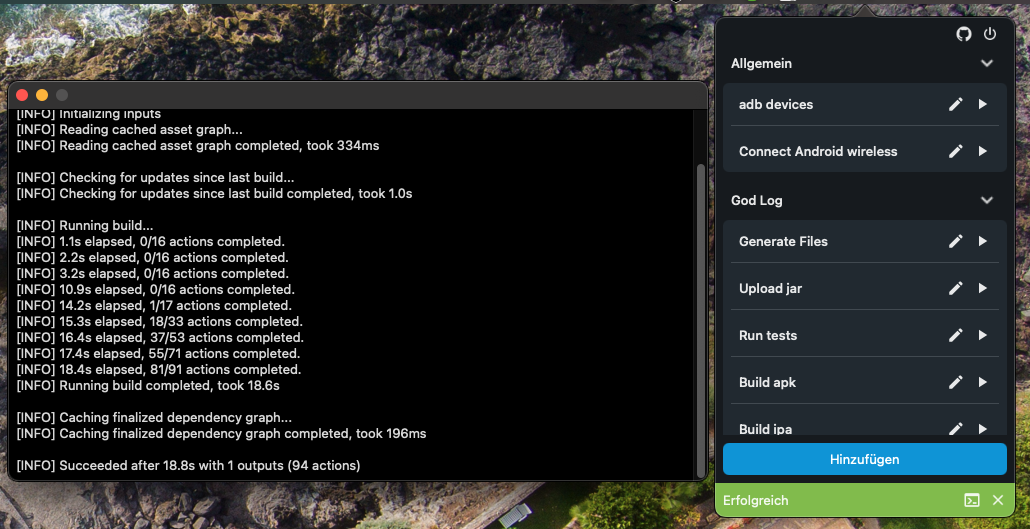 [INFO] Initializing inputs
[INFO] Reading cached asset graph...
[INFO] Reading cached asset graph completed, took 334ms
[INFO] Checking for updates since last build...
[INFO] Checking for updates since last build completed, took 1.0s
[INFO] Running build...
[INFO] 1.1s elapsed, 0/16 actions completed.
[INFO] 2.2s elapsed, 0/16 actions completed.
[INFO] 3.2s elapsed, 0/16 actions completed.
[INFO] 10.9s elapsed, 0/16 actions completed.
[INFO] 14.2s elapsed, 1/17 actions completed.
[INFO] 15.3s elapsed, 18/33 actions completed.
[INFO] 16.4s elapsed, 37/53 actions completed.
[INFO] 17.4s elapsed, 55/71 actions completed.
[INFO] 18.4s elapsed, 81/91 actions completed.
[INFO] Running build completed, took 18.6s
[INFO] Caching finalized dependency graph...
[INFO] Caching finalized dependency graph completed, took 196ms
[INFO] Succeeded after 18.8s with 1 outputs (94 actions)
Allgemein
adb devices
Connect Android wireless
God Log
Generate Files
Upload jar
Run tests
Build apk
Build ipa
Hinzufügen
Erfolgreich